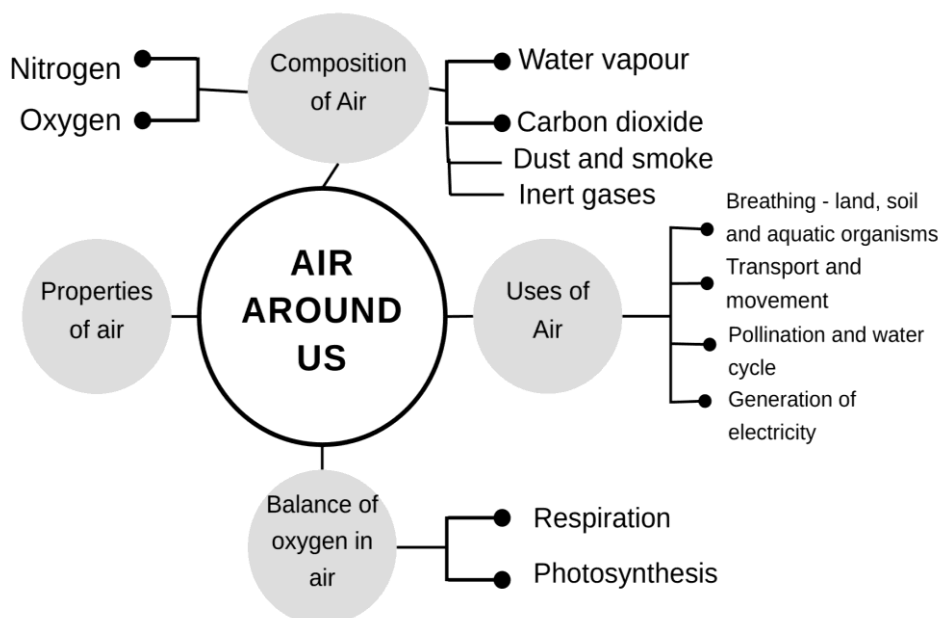 Nitrogen
Oxygen
Composition
of Air
Water vapour
Carbon dioxide
Dust and smoke
Inert gases
Properties
of air
AIR
AROUND
US
Uses of
Air
Breathing - land, soil
and aquatic organisms
Transport and
movement
Pollination and water
cycle
Generation of
electricity
Balance of
oxygen in
air
Respiration
Photosynthesis